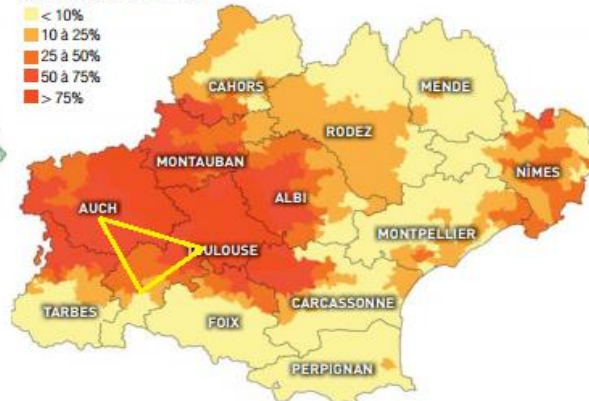 < 10%
10 à 25%
25 à 50%
50 à 75%
> 75%
CAHORS
MENDE
RODEZ
MONTAUBAN
NÎMES
ALBI
AUCH
MONTPELLIER
TOULOUSE
CARCASSONNE
TARBES
FOIX
PERPIGNAN